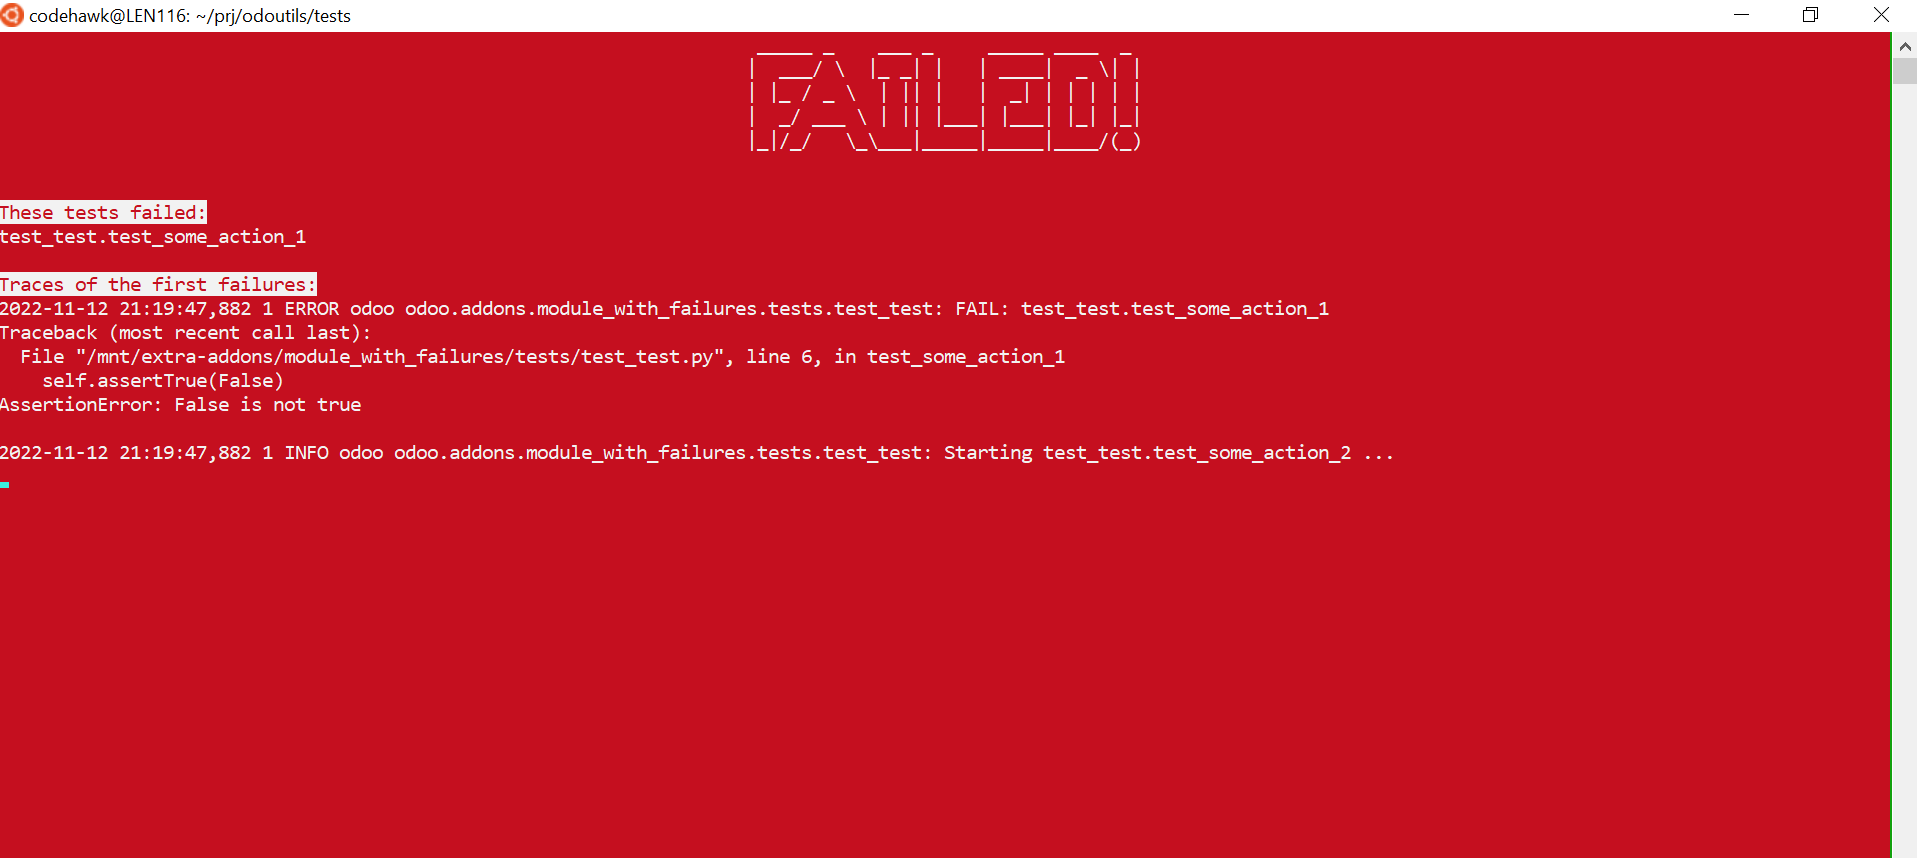 codehawk@LEN116: ~/prj/odoutils/tests
FAILED!
These tests failed:
test_test.test_some_action_1
Traces of the first failures:
2022-11-12 21:19:47,882 1 ERROR odoo odoo.addons.module_with_failures.tests.test_test: FAIL: test_test.test_some_action_1
Traceback (most recent call last):
  File "/mnt/extra-addons/module_with_failures/tests/test_test.py", line 6, in test_some_action_1
    self.assertTrue(False)
AssertionError: False is not true
2022-11-12 21:19:47,882 1 INFO odoo odoo.addons.module_with_failures.tests.test_test: Starting test_test.test_some_action_2 ...